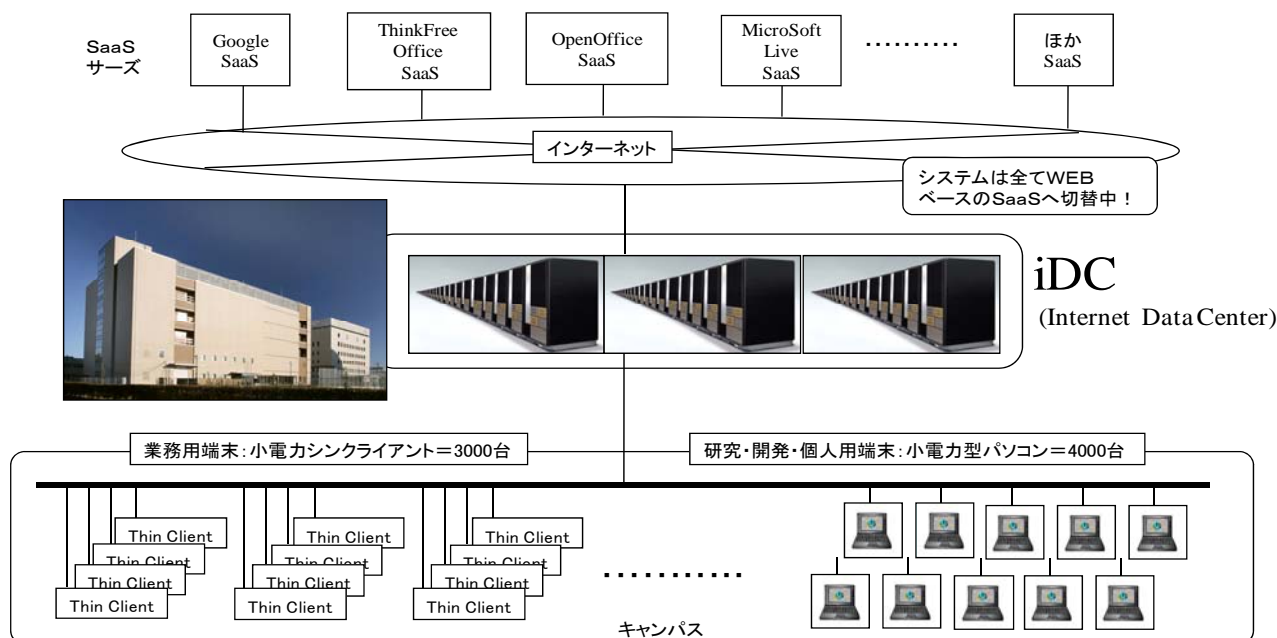 SaaS
サーズ
Google
SaaS
ThinkFree
Office
SaaS
OpenOffice
SaaS
MicroSoft
Live
SaaS
‥‥‥‥‥
ほか
SaaS
インターネット
システムは全てWEB
ベースのSaaSへ切替中！
iDC
(Internet DataCenter)
業務用端末：小電力シンクライアント＝3000台
研究・開発・個人用端末：小電力型パソコン＝4000台
Thin Client
Thin Client
Thin Client
Thin Client
Thin Client
Thin Client
Thin Client
Thin Client
Thin Client
Thin Client
Thin Client
Thin Client
‥‥‥‥‥‥
キャンパス